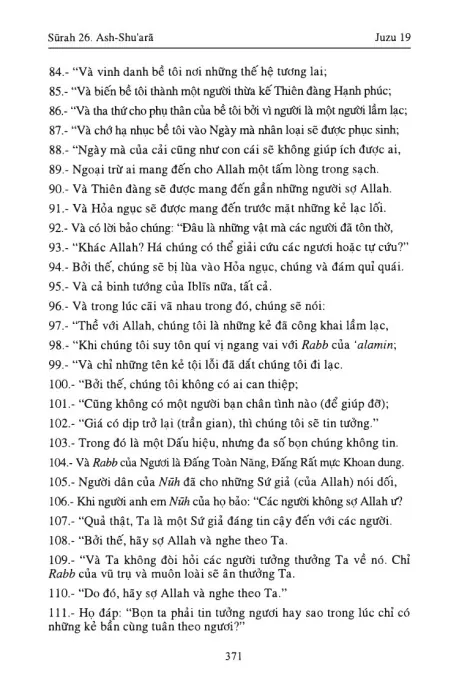 Sūrah 26. Ash-Shu'arā Juzu 19
84.- “Và vinh danh bề tôi nơi những thế hệ tương lai;
85.- “Và biến bề tôi thành một người thừa kế Thiên đàng Hạnh phúc;
86.- “Và tha thứ cho phụ thân của bề tôi bởi vì người là một người lầm lạc;
87.- “Và chớ hạ nhục bề tôi vào Ngày mà nhân loại sẽ được phục sinh;
88.- “Ngày mà của cải cũng như con cái sẽ không giúp ích được ai,
89.- Ngoại trừ ai mang đến cho Allah một tấm lòng trong sạch.
90.- Và Thiên đàng sẽ được mang đến gần những người sợ Allah.
91.- Và Hỏa ngục sẽ được mang đến trước mặt những kẻ lạc lối.
92.- Và có lời bảo chúng: “Đâu là những vật mà các người đã tôn thờ,
93.- “Khác Allah? Há chúng có thể giải cứu các ngươi hoặc tự cứu?”
94.- Bởi thế, chúng sẽ bị lùa vào Hỏa ngục, chúng và đám quỉ quái.
95.- Và cả binh tướng của Iblīs nữa, tất cả.
96.- Và trong lúc cãi vã nhau trong đó, chúng sẽ nói:
97.- “Thề với Allah, chúng tôi là những kẻ đã công khai lầm lạc,
98.- “Khi chúng tôi suy tôn quí vị ngang vai với Rabb của ‘alamin;
99.- “Và chỉ những tên kẻ tội lỗi đã dắt chúng tôi đi lạc.
100.- “Bởi thế, chúng tôi không có ai can thiệp;
101.- “Cũng không có một người bạn chân tình nào (để giúp đỡ);
102.- “Giá có dịp trở lại (trần gian), thì chúng tôi sẽ tin tưởng.”
103.- Trong đó là một Dấu hiệu, nhưng đa số bọn chúng không tin.
104.- Và Rabb của Ngươi là Đấng Toàn Năng, Đấng Rất mực Khoan dung.
105.- Người dân của Nūh đã cho những Sứ giả (của Allah) nói dối,
106.- Khi người anh em Nūh của họ bảo: “Các người không sợ Allah ư?
107.- “Quả thật, Ta là một Sứ giả đáng tin cậy đến với các người.
108.- “Bởi thế, hãy sợ Allah và nghe theo Ta.
109.- “Và Ta không đòi hỏi các người tưởng thưởng Ta về nó. Chỉ
Rabb của vũ trụ và muôn loài sẽ ân thưởng Ta.
110.- “Do đó, hãy sợ Allah và nghe theo Ta.”
111.- Họ đáp: “Bọn ta phải tin tưởng ngươi hay sao trong lúc chỉ có
những kẻ bần cùng tuân theo ngươi?”
371